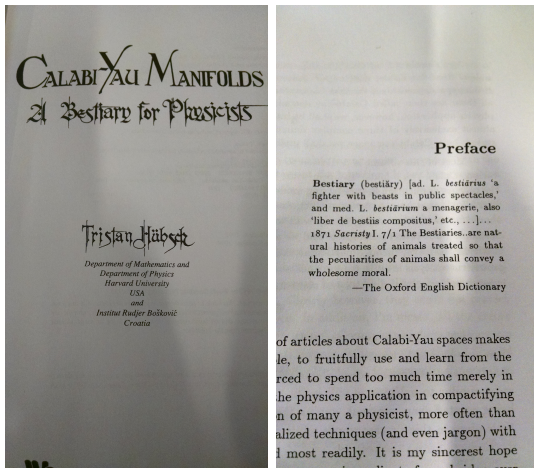 CALABI-YAU MANIFOLDS
A Bestiary for Physicists
Tristan Hübsch
Department of Mathematics and
Department of Physics
Harvard University
USA
and
Institut Rudjer Bošković
Croatia
Preface
Bestiary (bestiăry) [ad. L. bestiārius ‘a
fighter with beasts in public spectacles,’
and med. L. bestiārium a menagerie, also
‘liber de bestiis compositus,’ etc., ...]...
1871 Sacristy I. 7/1 The Bestiaries..are nat-
ural histories of animals treated so that
the peculiarities of animals shall convey a
wholesome moral.
—The Oxford English Dictionary
of articles about Calabi-Yau spaces makes
to fruitfully use and learn from the
to spend too much time merely in
the physics application in compactifying
of many a physicist, more often than
techniques (and even jargon) with
most readily. It is my sincerest hope